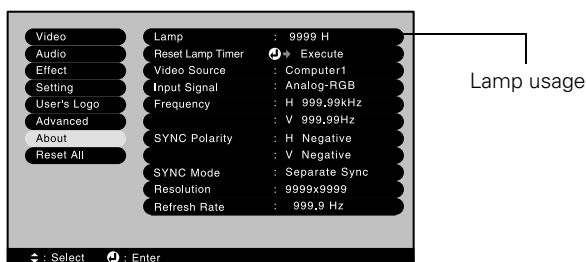 Video
Audio
Effect
Setting
User's Logo
Advanced
About
Reset All
Lamp : 9999 H
Reset Lamp Timer Execute
Video Source : Computer1
Input Signal : Analog-RGB
Frequency : H 999.99kHz
: V 999.99Hz
SYNC Polarity : H Negative
: V Negative
SYNC Mode : Separate Sync
Resolution : 9999x9999
Refresh Rate : 999.9 Hz
: Select : Enter
Lamp usage